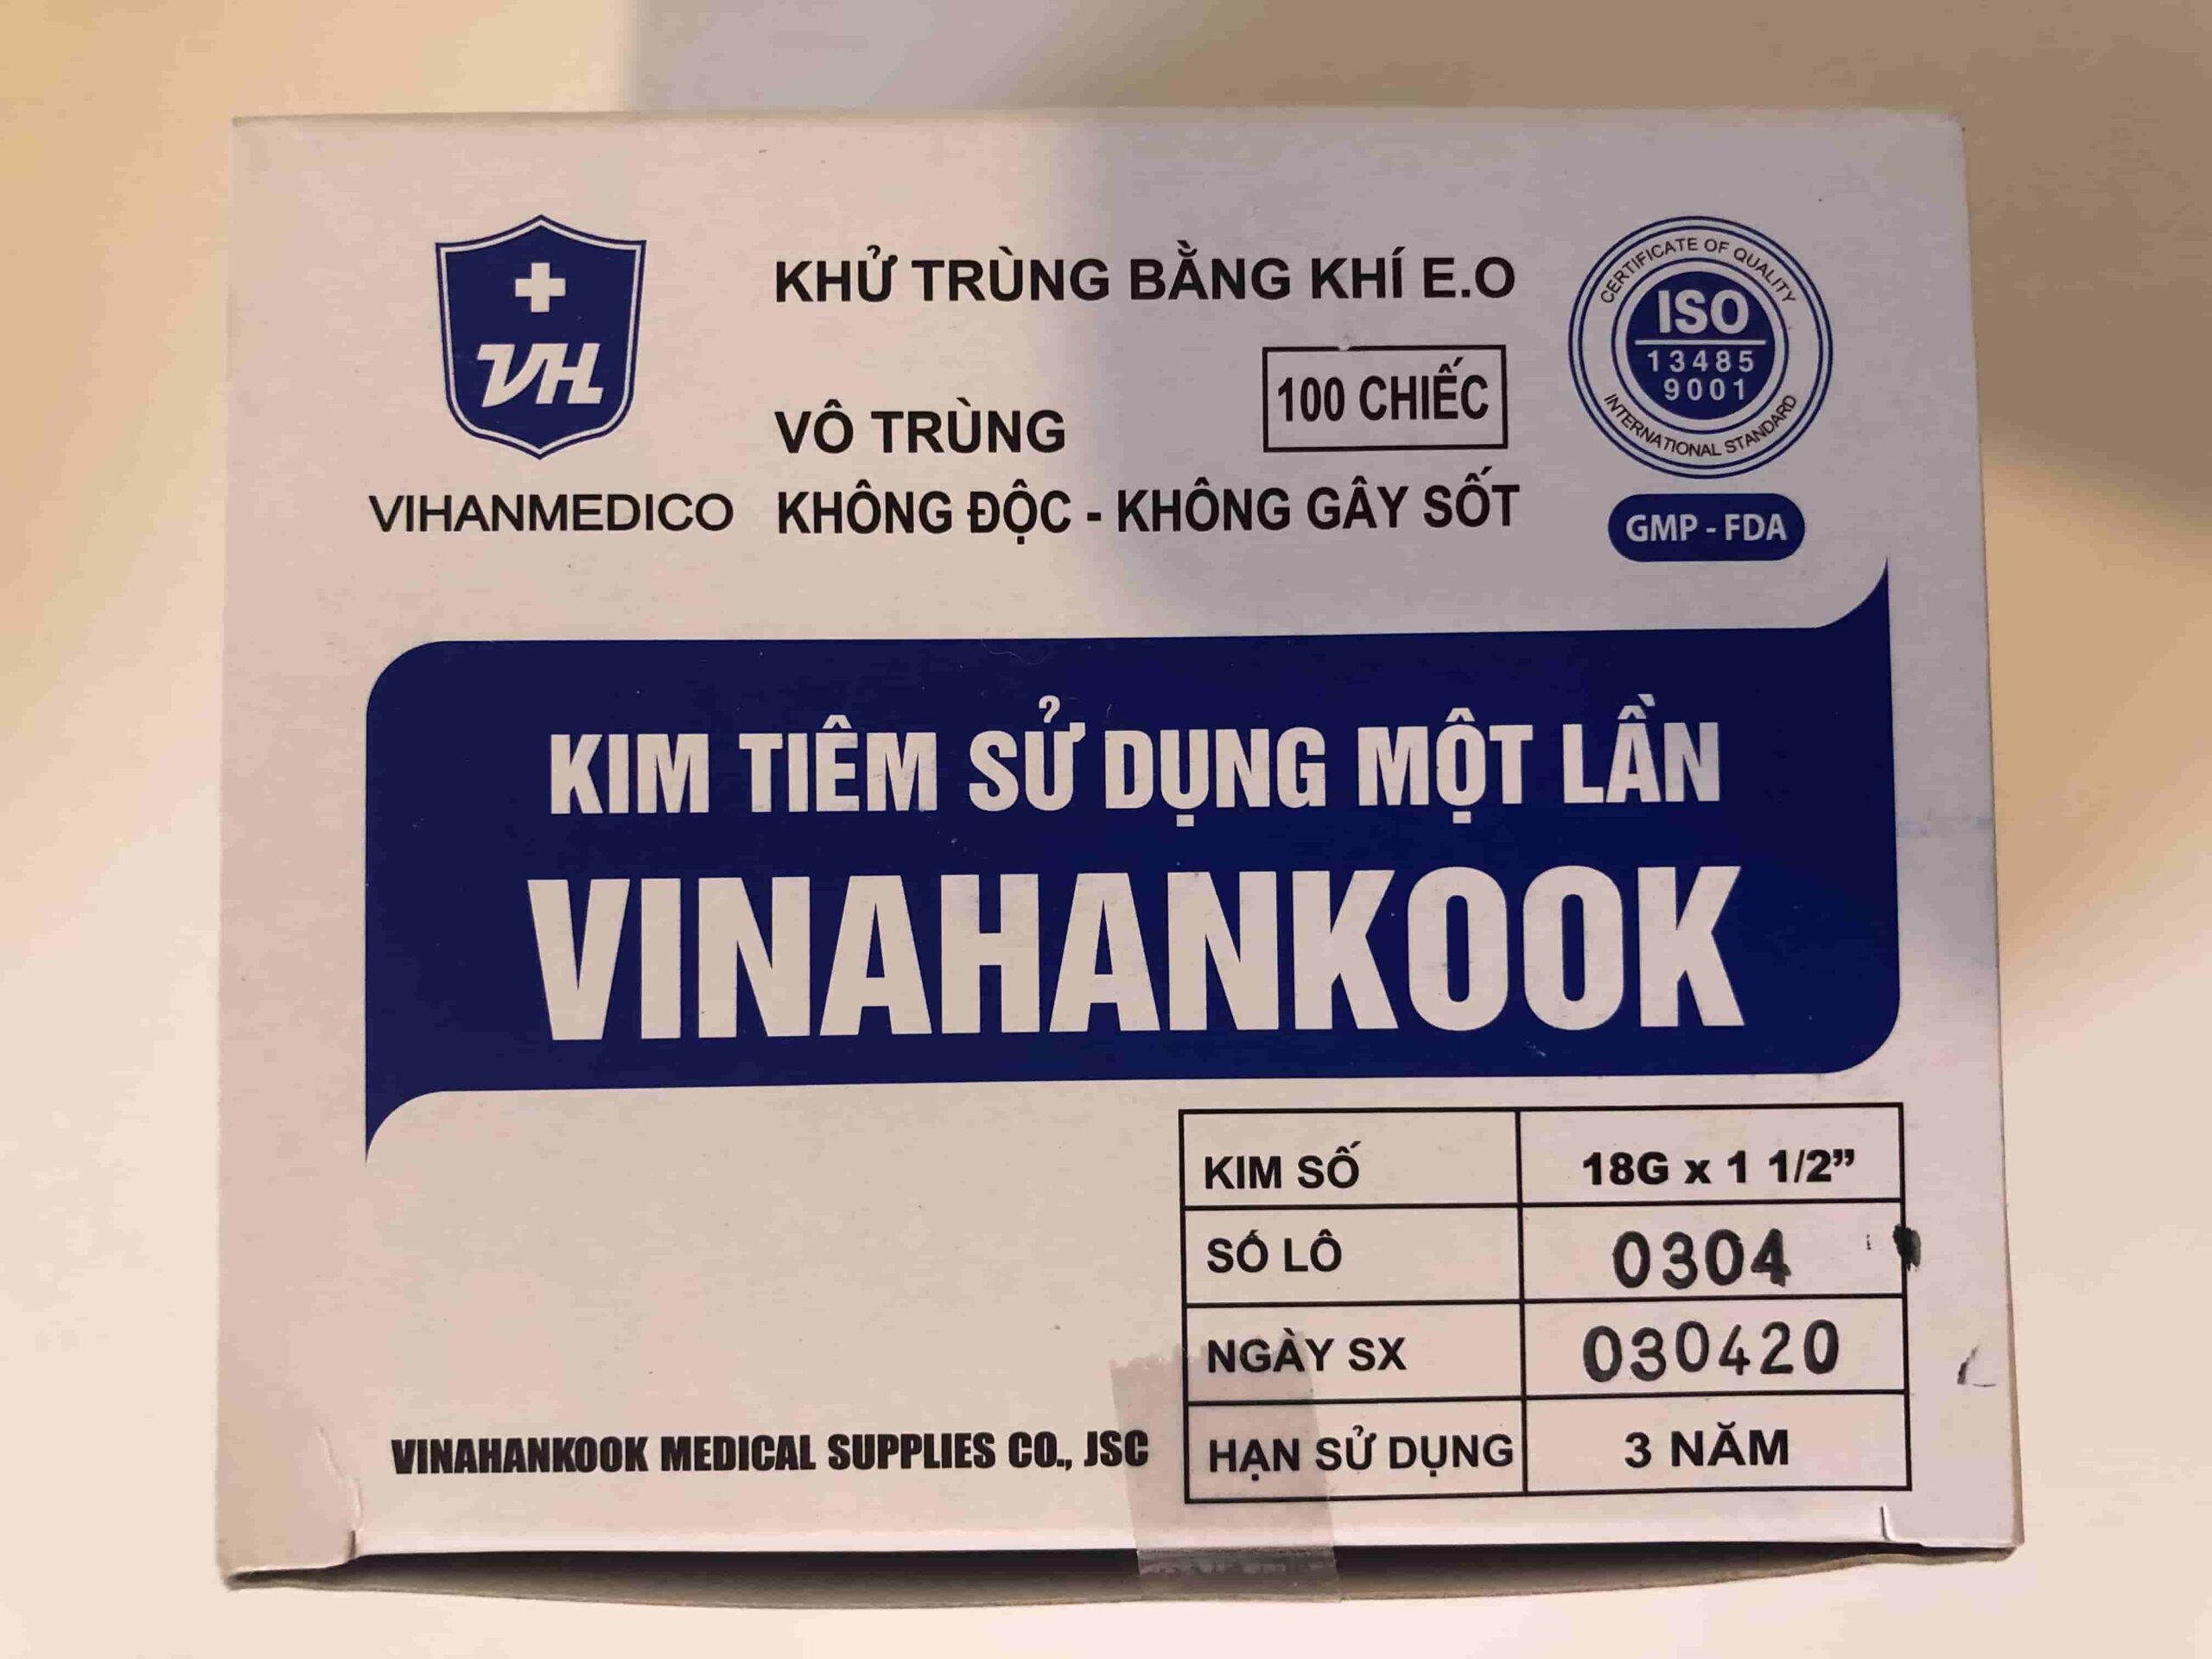 KHỬ TRÙNG BẰNG KHÍ E.O
100 CHIẾC
VÔ TRÙNG
KHÔNG ĐỘC - KHÔNG GÂY SỐT
VH
VIHANMEDICO
CERTIFICATE OF QUALITY
ISO
13485
9001
INTERNATIONAL STANDARD
GMP - FDA
KIM TIÊM SỬ DỤNG MỘT LẦN
VINAHANKOOK
KIM SỐ 18G x 1 1/2”
SỐ LÔ 0304
NGÀY SX 030420
HẠN SỬ DỤNG 3 NĂM
VINAHANKOOK MEDICAL SUPPLIES CO., JSC